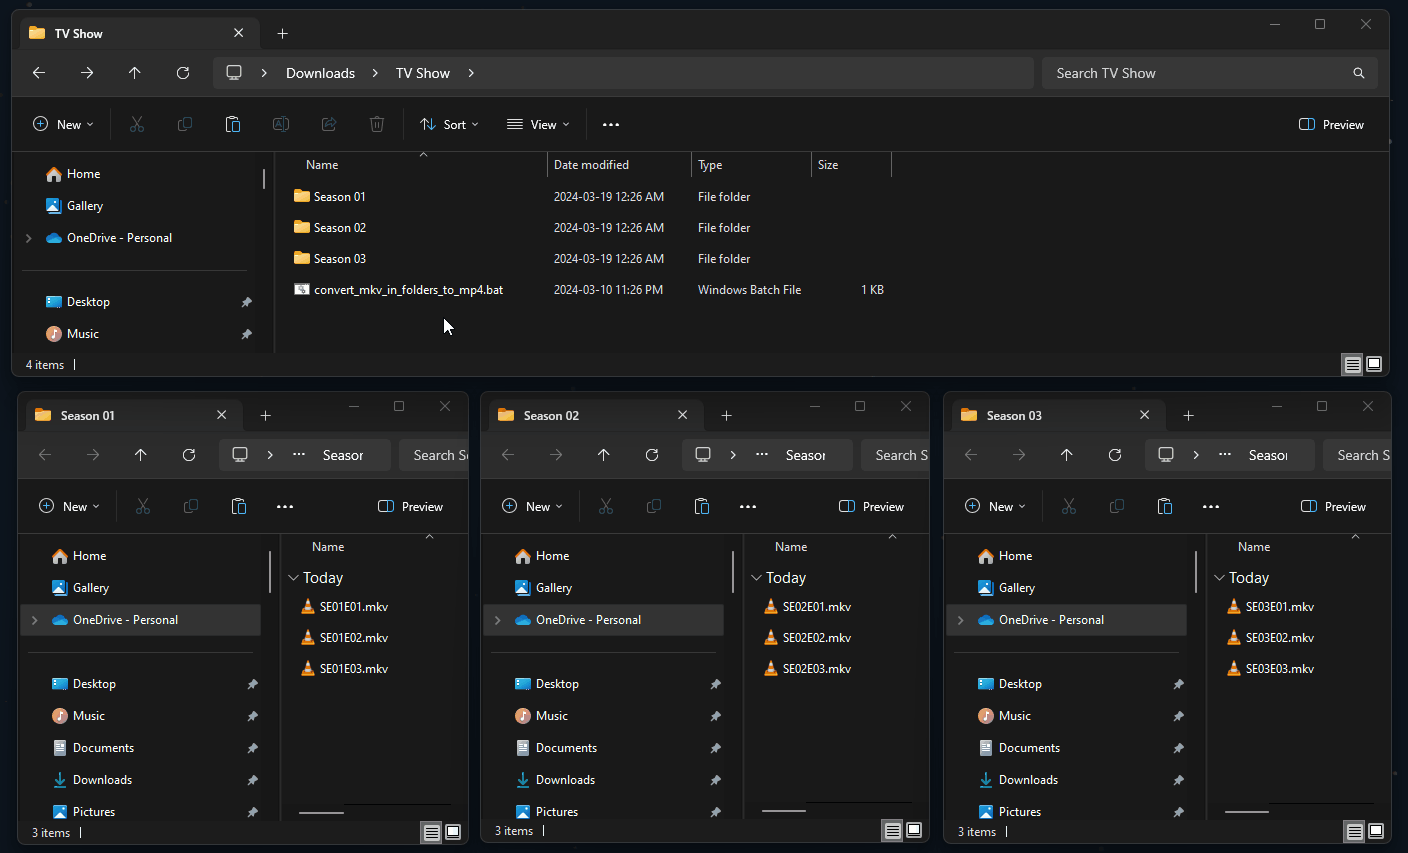 TV Show
Downloads > TV Show >
Search TV Show
New
Sort
View
Preview
Home
Gallery
OneDrive - Personal
Desktop
Music
Name Date modified Type Size
Season 01 2024-03-19 12:26 AM File folder
Season 02 2024-03-19 12:26 AM File folder
Season 03 2024-03-19 12:26 AM File folder
convert_mkv_in_folders_to_mp4.bat 2024-03-10 11:26 PM Windows Batch File 1 KB
4 items
Season 01
Seasor
Search Se
New
Preview
Home
Gallery
OneDrive - Personal
Desktop
Music
Documents
Downloads
Pictures
Name
Today
SE01E01.mkv
SE01E02.mkv
SE01E03.mkv
3 items
Season 02
Seasor
Search S
New
Preview
Home
Gallery
OneDrive - Personal
Desktop
Music
Documents
Downloads
Pictures
Name
Today
SE02E01.mkv
SE02E02.mkv
SE02E03.mkv
3 items
Season 03
Seasor
Search S
New
Preview
Home
Gallery
OneDrive - Personal
Desktop
Music
Documents
Downloads
Pictures
Name
Today
SE03E01.mkv
SE03E02.mkv
SE03E03.mkv
3 items